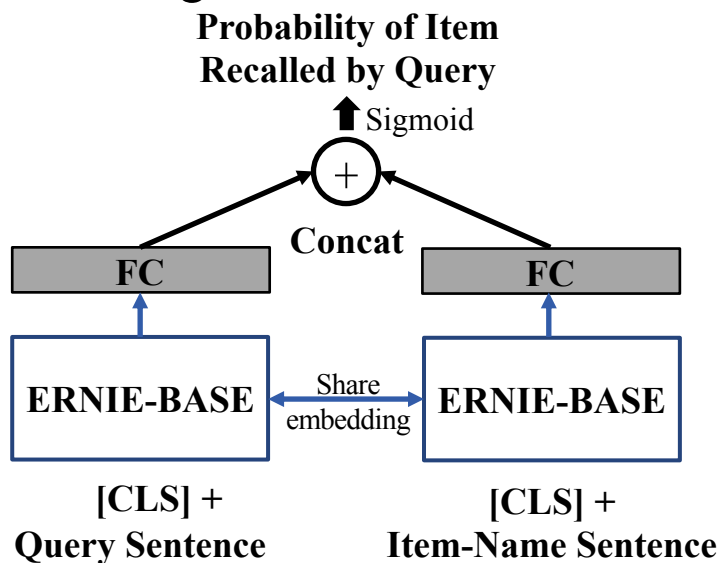 Probability of Item
Recalled by Query
Sigmoid
+
Concat
FC
FC
ERNIE-BASE
Share
embedding
ERNIE-BASE
[CLS] +
Query Sentence
[CLS] +
Item-Name Sentence